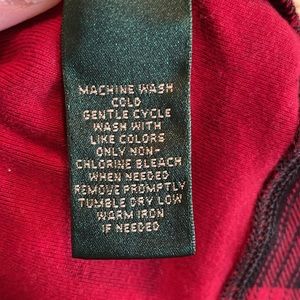 MACHINE WASH
COLD
GENTLE CYCLE
WASH WITH
LIKE COLORS
ONLY NON-
CHLORINE BLEACH
WHEN NEEDED
REMOVE PROMPTLY
TUMBLE DRY LOW
WARM IRON
IF NEEDED